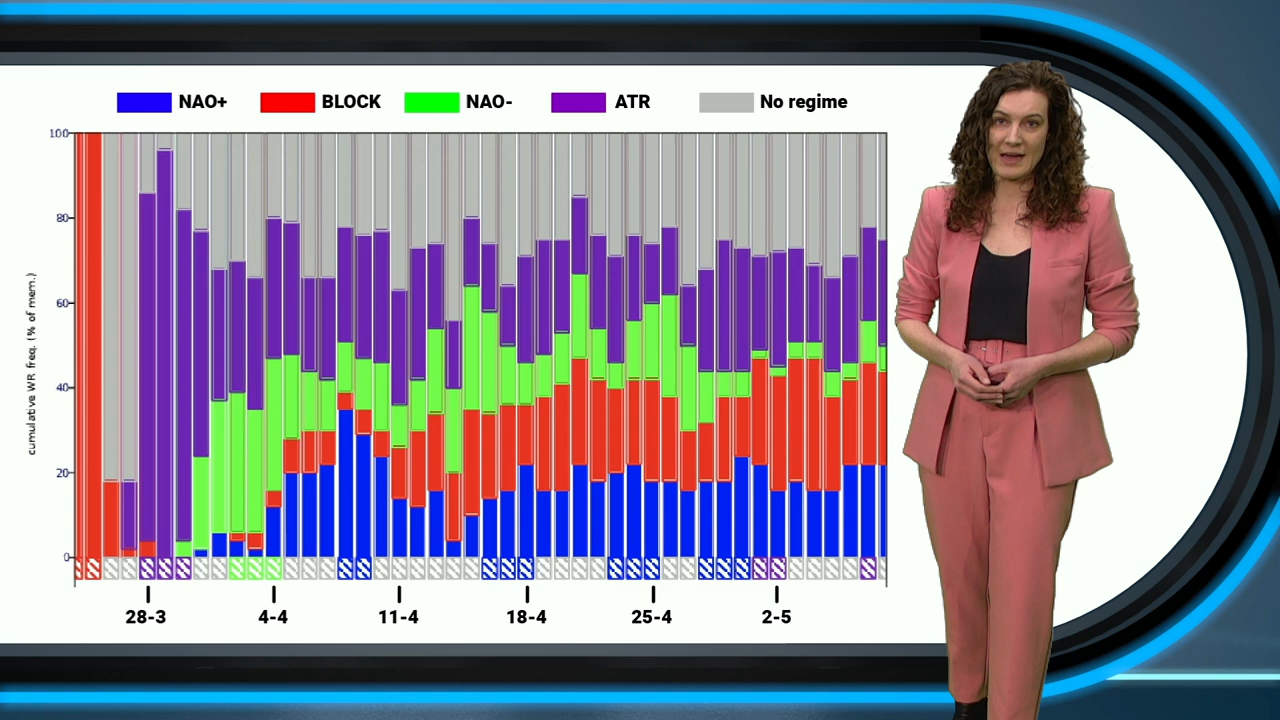 NAO+ BLOCK NAO- ATR No regime
100
80
60
40
20
0
cumulative WR freq. (% of mem.)
28-3 4-4 11-4 18-4 25-4 2-5